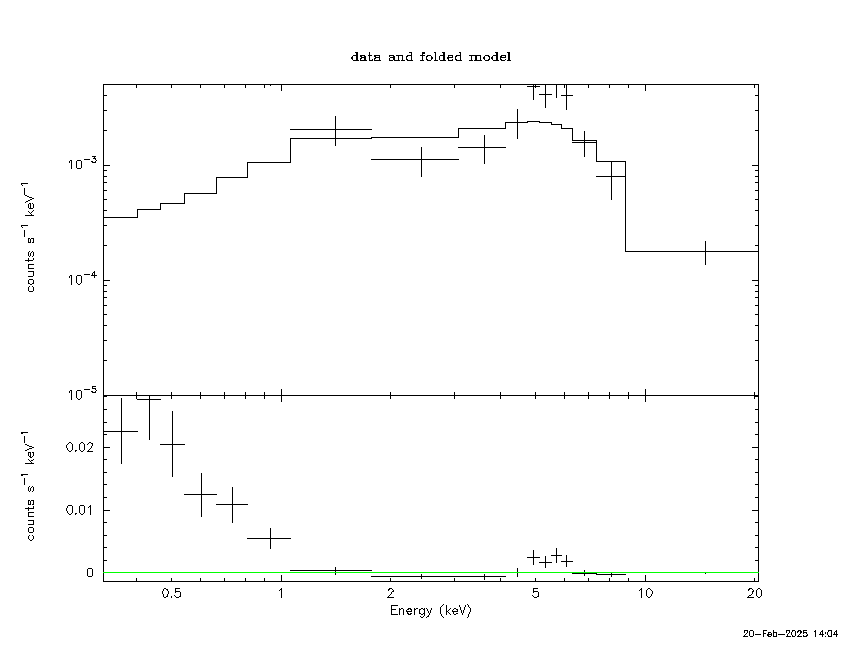 data and folded model
counts s⁻¹ keV⁻¹
10⁻³
10⁻⁴
10⁻⁵
counts s⁻¹ keV⁻¹
0.02
0.01
0
0.5 1 2 5 10 20
Energy (keV)
20-Feb-2025 14:04